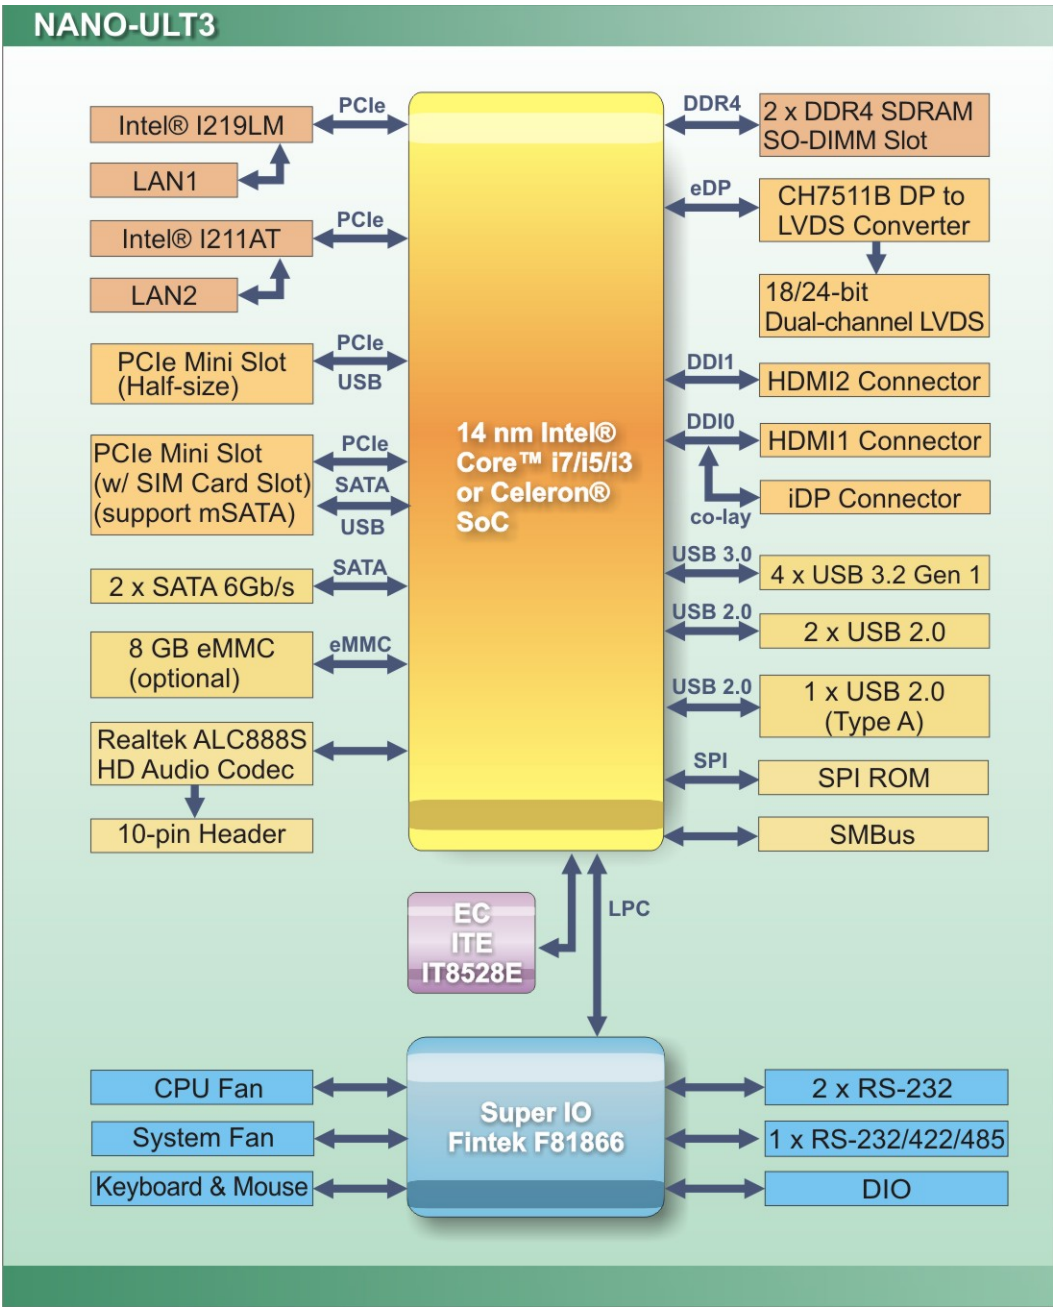 NANO-ULT3
Intel® I219LM
PCIe
LAN1
Intel® I211AT
PCIe
LAN2
PCIe Mini Slot
(Half-size)
PCIe
USB
PCIe Mini Slot
(w/ SIM Card Slot)
(support mSATA)
PCIe
SATA
USB
2 x SATA 6Gb/s
SATA
8 GB eMMC
(optional)
eMMC
Realtek ALC888S
HD Audio Codec
10-pin Header
14 nm Intel®
Core™ i7/i5/i3
or Celeron®
SoC
DDR4
2 x DDR4 SDRAM
SO-DIMM Slot
eDP
CH7511B DP to
LVDS Converter
18/24-bit
Dual-channel LVDS
DDI1
HDMI2 Connector
DDI0
HDMI1 Connector
co-lay
iDP Connector
USB 3.0
4 x USB 3.2 Gen 1
USB 2.0
2 x USB 2.0
USB 2.0
1 x USB 2.0
(Type A)
SPI
SPI ROM
SMBus
EC
ITE
IT8528E
LPC
CPU Fan
System Fan
Keyboard & Mouse
Super IO
Fintek F81866
2 x RS-232
1 x RS-232/422/485
DIO